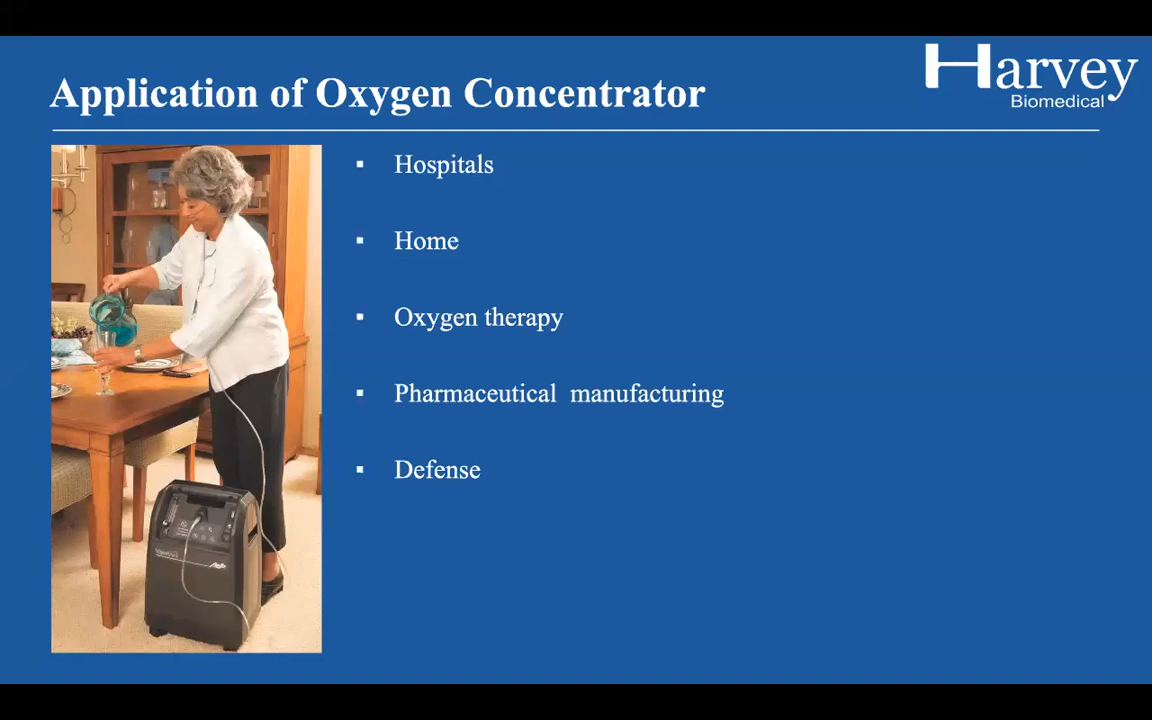 Harvey
Biomedical
Application of Oxygen Concentrator
▪ Hospitals
▪ Home
▪ Oxygen therapy
▪ Pharmaceutical manufacturing
▪ Defense